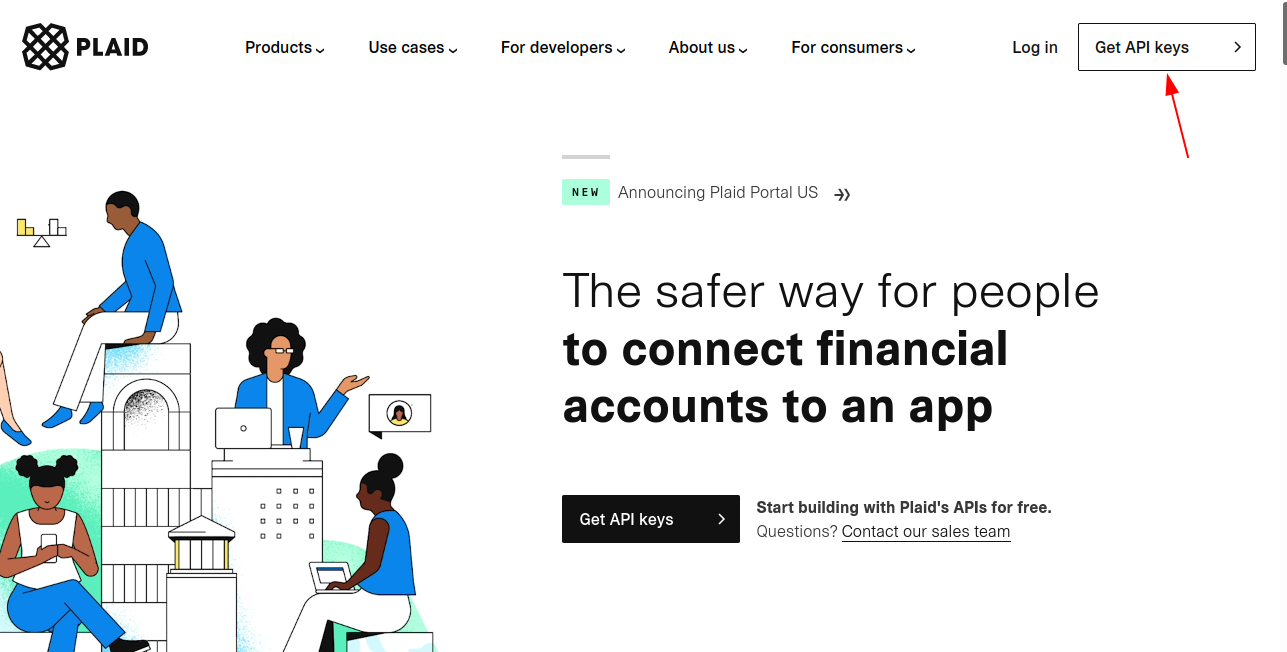 PLAID
Products
Use cases
For developers
About us
For consumers
Log in
Get API keys
NEW Announcing Plaid Portal US
The safer way for people
to connect financial
accounts to an app
Get API keys
Start building with Plaid's APIs for free.
Questions? Contact our sales team